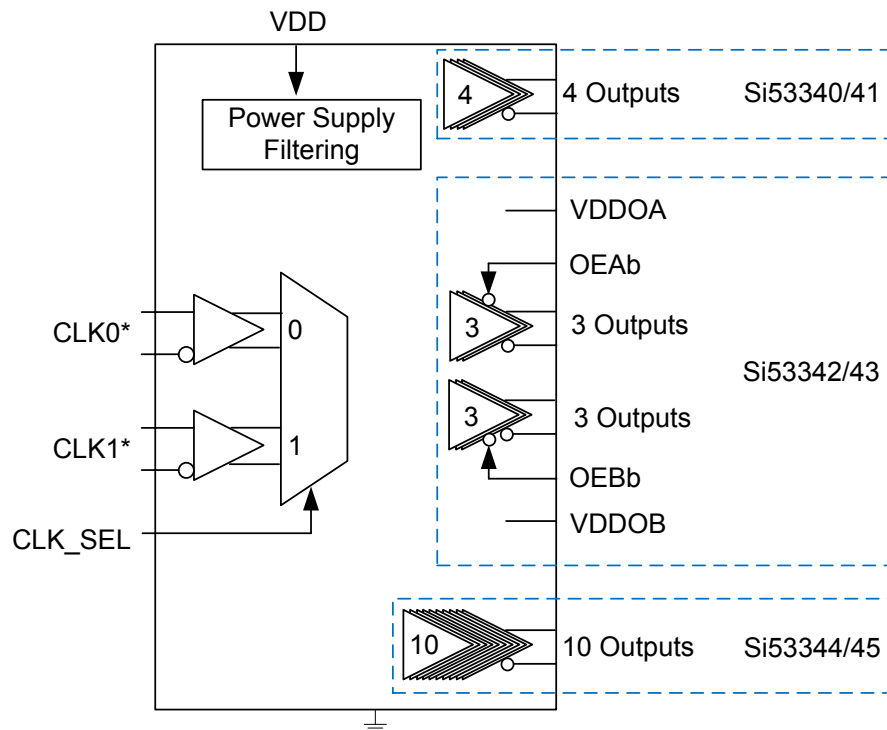 VDD
Power Supply
Filtering
4
4 Outputs
Si53340/41
VDDOA
OEAb
3
3 Outputs
Si53342/43
3
3 Outputs
OEBb
VDDOB
CLK0*
0
CLK1*
1
CLK_SEL
10
10 Outputs
Si53344/45